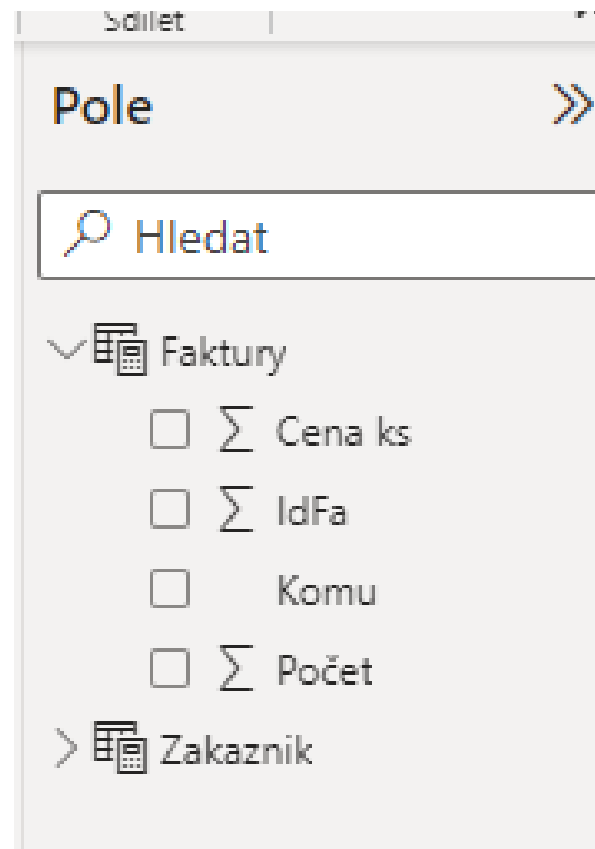 Sdílet
Pole
Hledat
Faktury
Cena ks
IdFa
Komu
Počet
Zakaznik